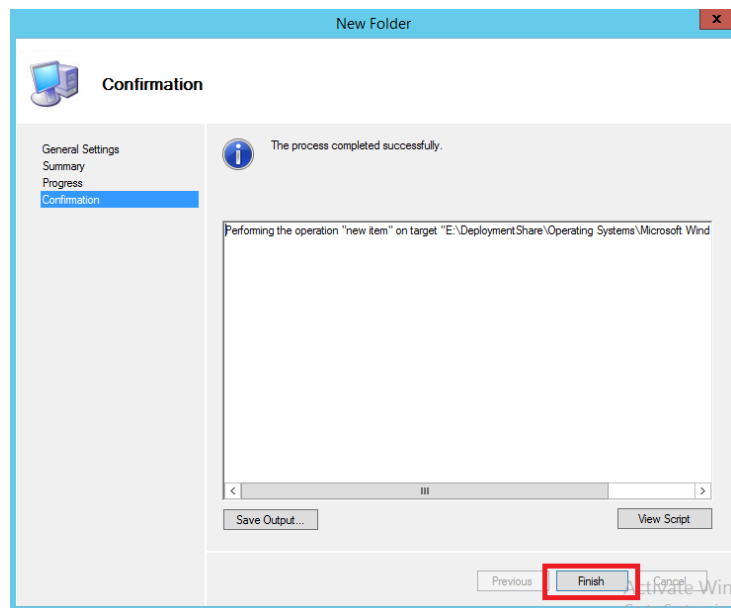 New Folder
x
Confirmation
General Settings
Summary
Progress
Confirmation
The process completed successfully.
Performing the operation "new item" on target "E:\DeploymentShare\Operating Systems\Microsoft Wind
Save Output...
View Script
Previous
Finish
Cancel
Activate Win